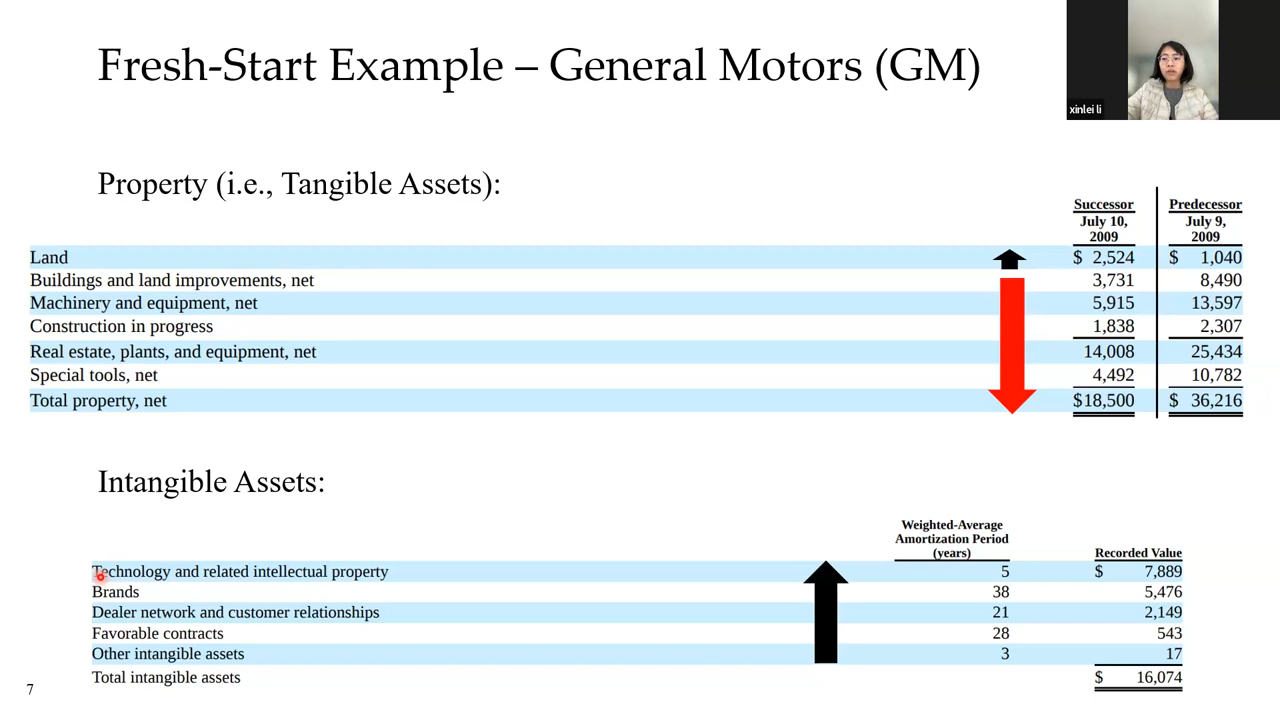 Fresh-Start Example – General Motors (GM)
xinlei li
Property (i.e., Tangible Assets):
Successor Predecessor
July 10, July 9,
2009 2009
Land $ 2,524 $ 1,040
Buildings and land improvements, net 3,731 8,490
Machinery and equipment, net 5,915 13,597
Construction in progress 1,838 2,307
Real estate, plants, and equipment, net 14,008 25,434
Special tools, net 4,492 10,782
Total property, net $18,500 $ 36,216
Intangible Assets:
Weighted-Average
Amortization Period
(years) Recorded Value
Technology and related intellectual property 5 $ 7,889
Brands 38 5,476
Dealer network and customer relationships 21 2,149
Favorable contracts 28 543
Other intangible assets 3 17
Total intangible assets $ 16,074
7